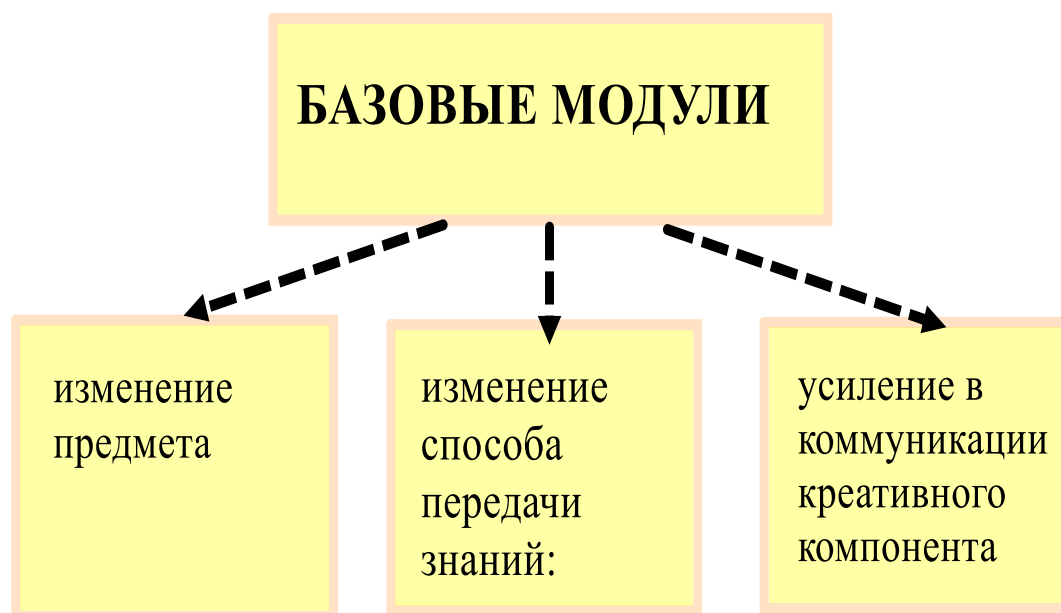 БАЗОВЫЕ МОДУЛИ
изменение
предмета
изменение
способа
передачи
знаний:
усиление в
коммуникации
креативного
компонента